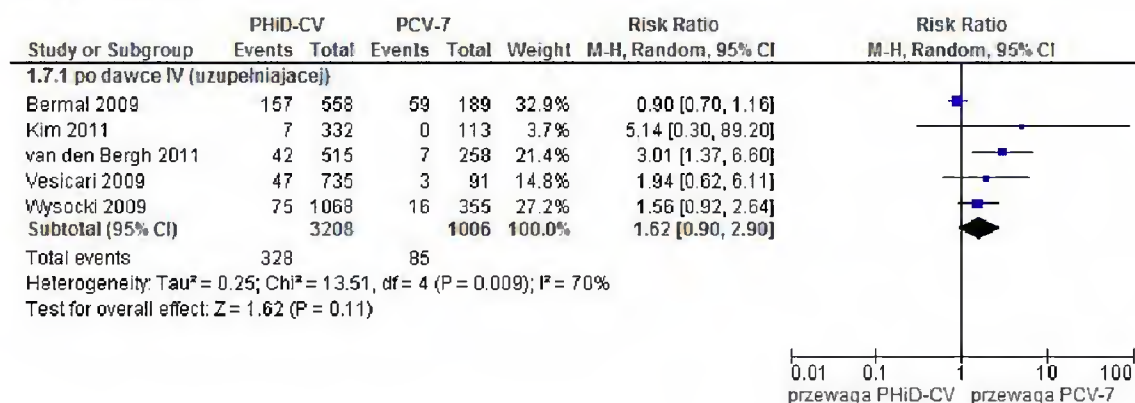 PHiD-CV PCV-7 Risk Ratio Risk Ratio
Study or Subgroup Events Total Events Total Weight M-H, Random, 95% CI M-H, Random, 95% CI
1.7.1 po dawce IV (uzupełniajacej)
Bermal 2009 157 558 59 189 32.9% 0.90 [0.70, 1.16]
Kim 2011 7 332 0 113 3.7% 5.14 [0.30, 89.20]
van den Bergh 2011 42 515 7 258 21.4% 3.01 [1.37, 6.60]
Vesicari 2009 47 735 3 91 14.8% 1.94 [0.62, 6.11]
Wysocki 2009 75 1068 16 355 27.2% 1.56 [0.92, 2.64]
Subtotal (95% CI) 3208 1006 100.0% 1.62 [0.90, 2.90]
Total events 328 85
Heterogeneity: Tau² = 0.25; Chi² = 13.51, df = 4 (P = 0.009); I² = 70%
Test for overall effect: Z = 1.62 (P = 0.11)
0.01 0.1 1 10 100
przewaga PHiD-CV przewaga PCV-7